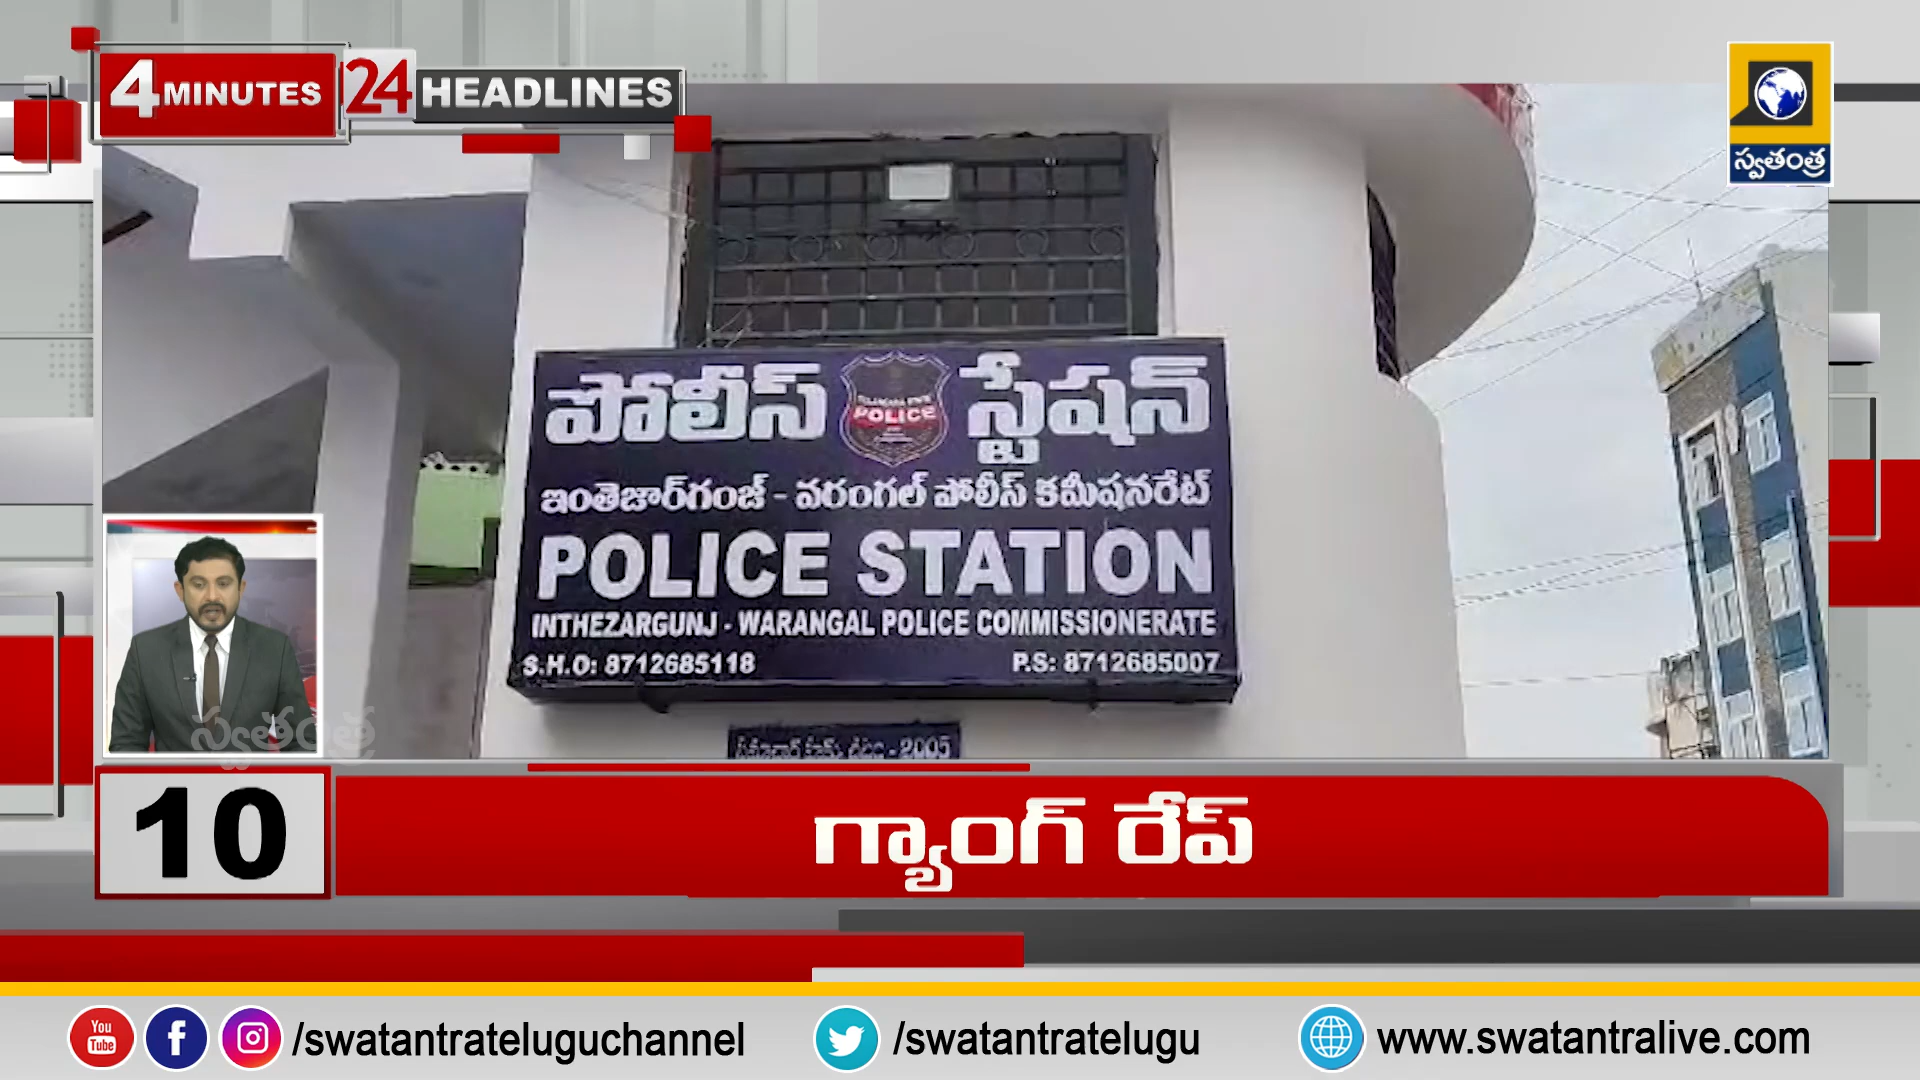 4 MINUTES 24 HEADLINES
స్వతంత్ర
పోలీస్ స్టేషన్
POLICE
ఇంతెజార్‌గంజ్ - వరంగల్ పోలీస్ కమీషనరేట్
POLICE STATION
INTHEZARGUNJ - WARANGAL POLICE COMMISSIONERATE
S.H.O: 8712685118
P.S: 8712685007
2005
స్వతంత్ర
10
గ్యాంగ్ రేప్
You Tube
/swatantrateluguchannel
/swatantratelugu
www.swatantralive.com